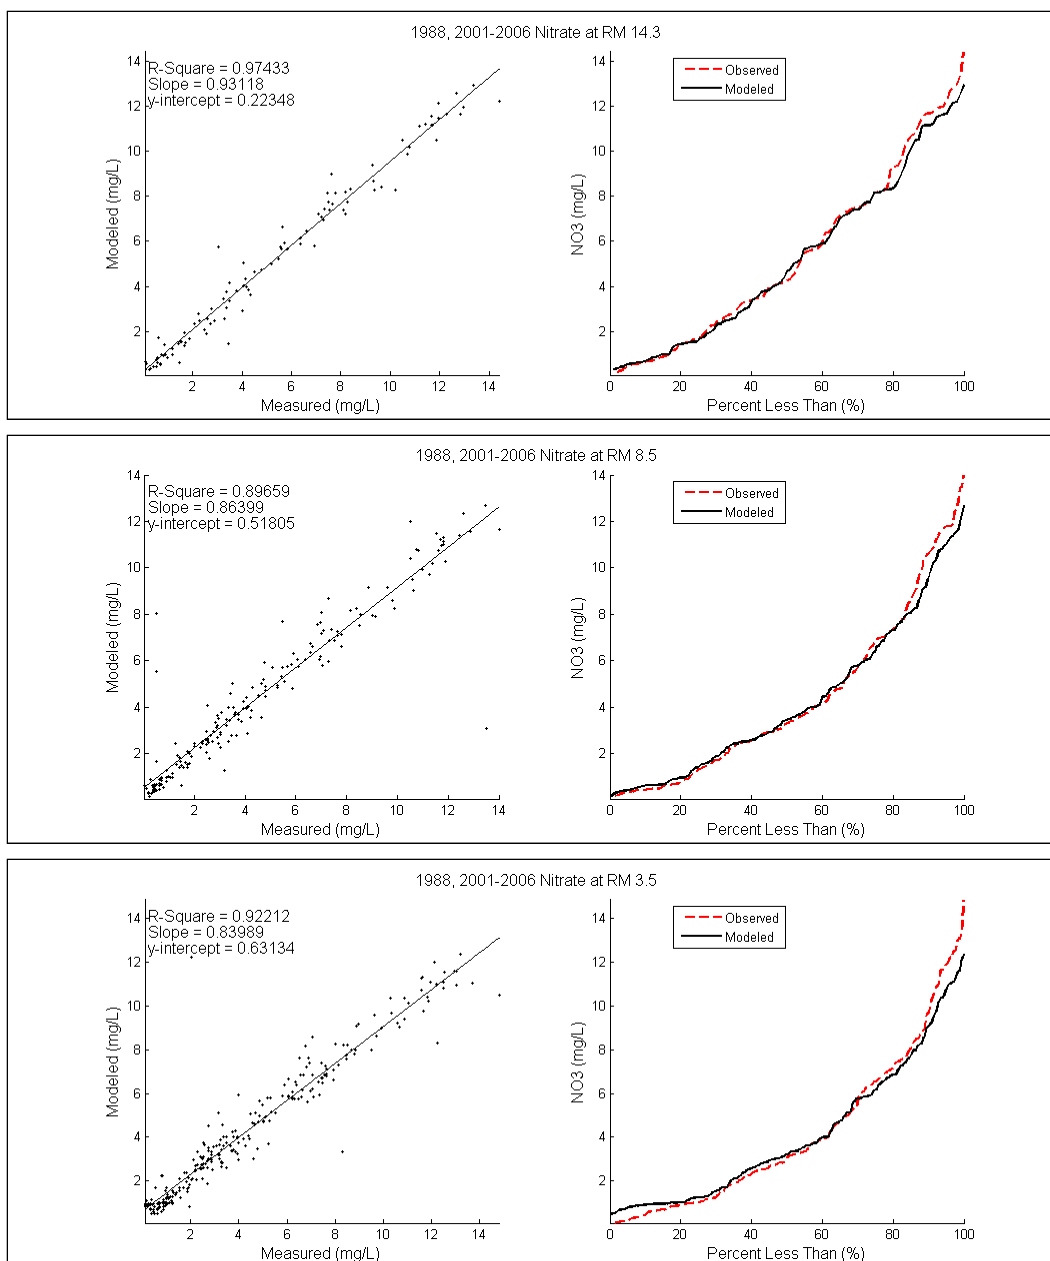 1988, 2001-2006 Nitrate at RM 14.3
R-Square = 0.97433
Slope = 0.93118
y-intercept = 0.22348
14
12
10
8
6
4
2
2 4 6 8 10 12 14
Measured (mg/L)
Modeled (mg/L)
Observed
Modeled
14
12
10
8
6
4
2
0 20 40 60 80 100
Percent Less Than (%)
NO3 (mg/L)
1988, 2001-2006 Nitrate at RM 8.5
R-Square = 0.89659
Slope = 0.86399
y-intercept = 0.51805
14
12
10
8
6
4
2
2 4 6 8 10 12 14
Measured (mg/L)
Modeled (mg/L)
Observed
Modeled
14
12
10
8
6
4
2
0 20 40 60 80 100
Percent Less Than (%)
NO3 (mg/L)
1988, 2001-2006 Nitrate at RM 3.5
R-Square = 0.92212
Slope = 0.83989
y-intercept = 0.63134
14
12
10
8
6
4
2
2 4 6 8 10 12 14
Measured (mg/L)
Modeled (mg/L)
Observed
Modeled
14
12
10
8
6
4
2
0 20 40 60 80 100
Percent Less Than (%)
NO3 (mg/L)